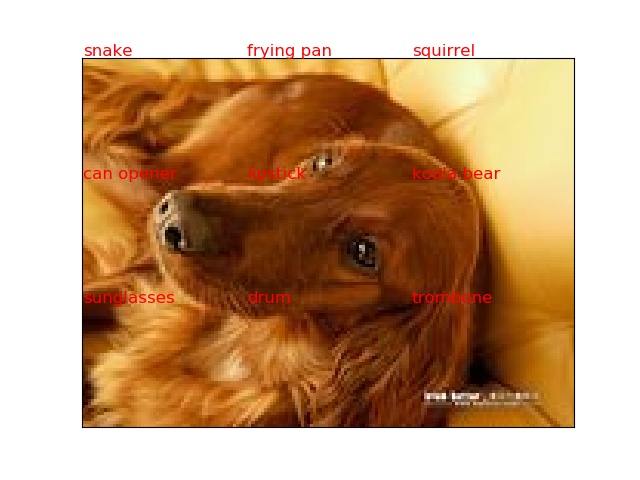 snake frying pan squirrel
can opener lipstick koala bear
sunglasses drum trombone